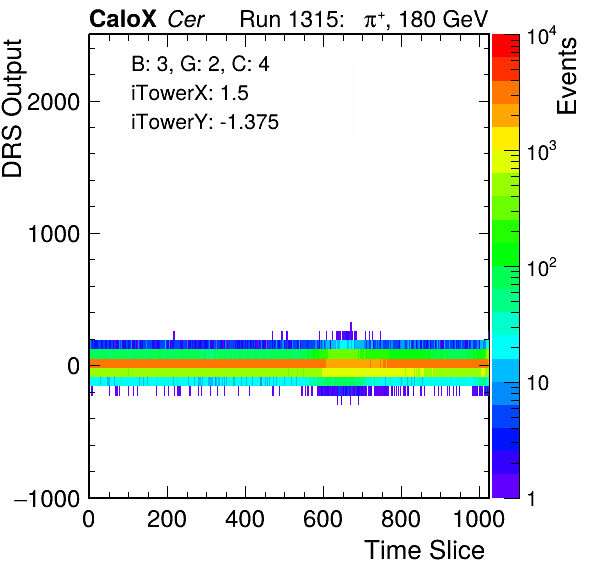 CaloX Cer Run 1315: π⁺, 180 GeV
B: 3, G: 2, C: 4
iTowerX: 1.5
iTowerY: -1.375
DRS Output
2000
1000
0
−1000
0 200 400 600 800 1000
Time Slice
Events
10⁴
10³
10²
10
1